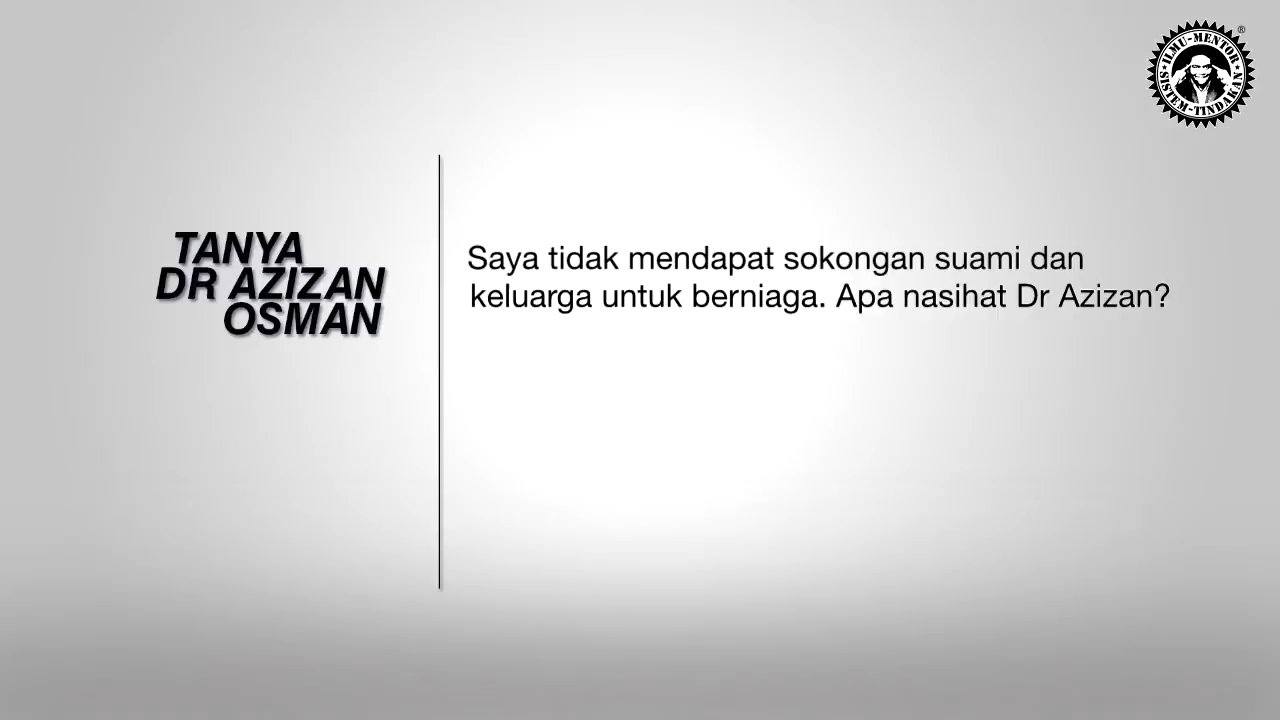 ILMU-MENTOR
SISTEM-TINDAKAN
®
TANYA
DR AZIZAN
OSMAN
Saya tidak mendapat sokongan suami dan
keluarga untuk berniaga. Apa nasihat Dr Azizan?